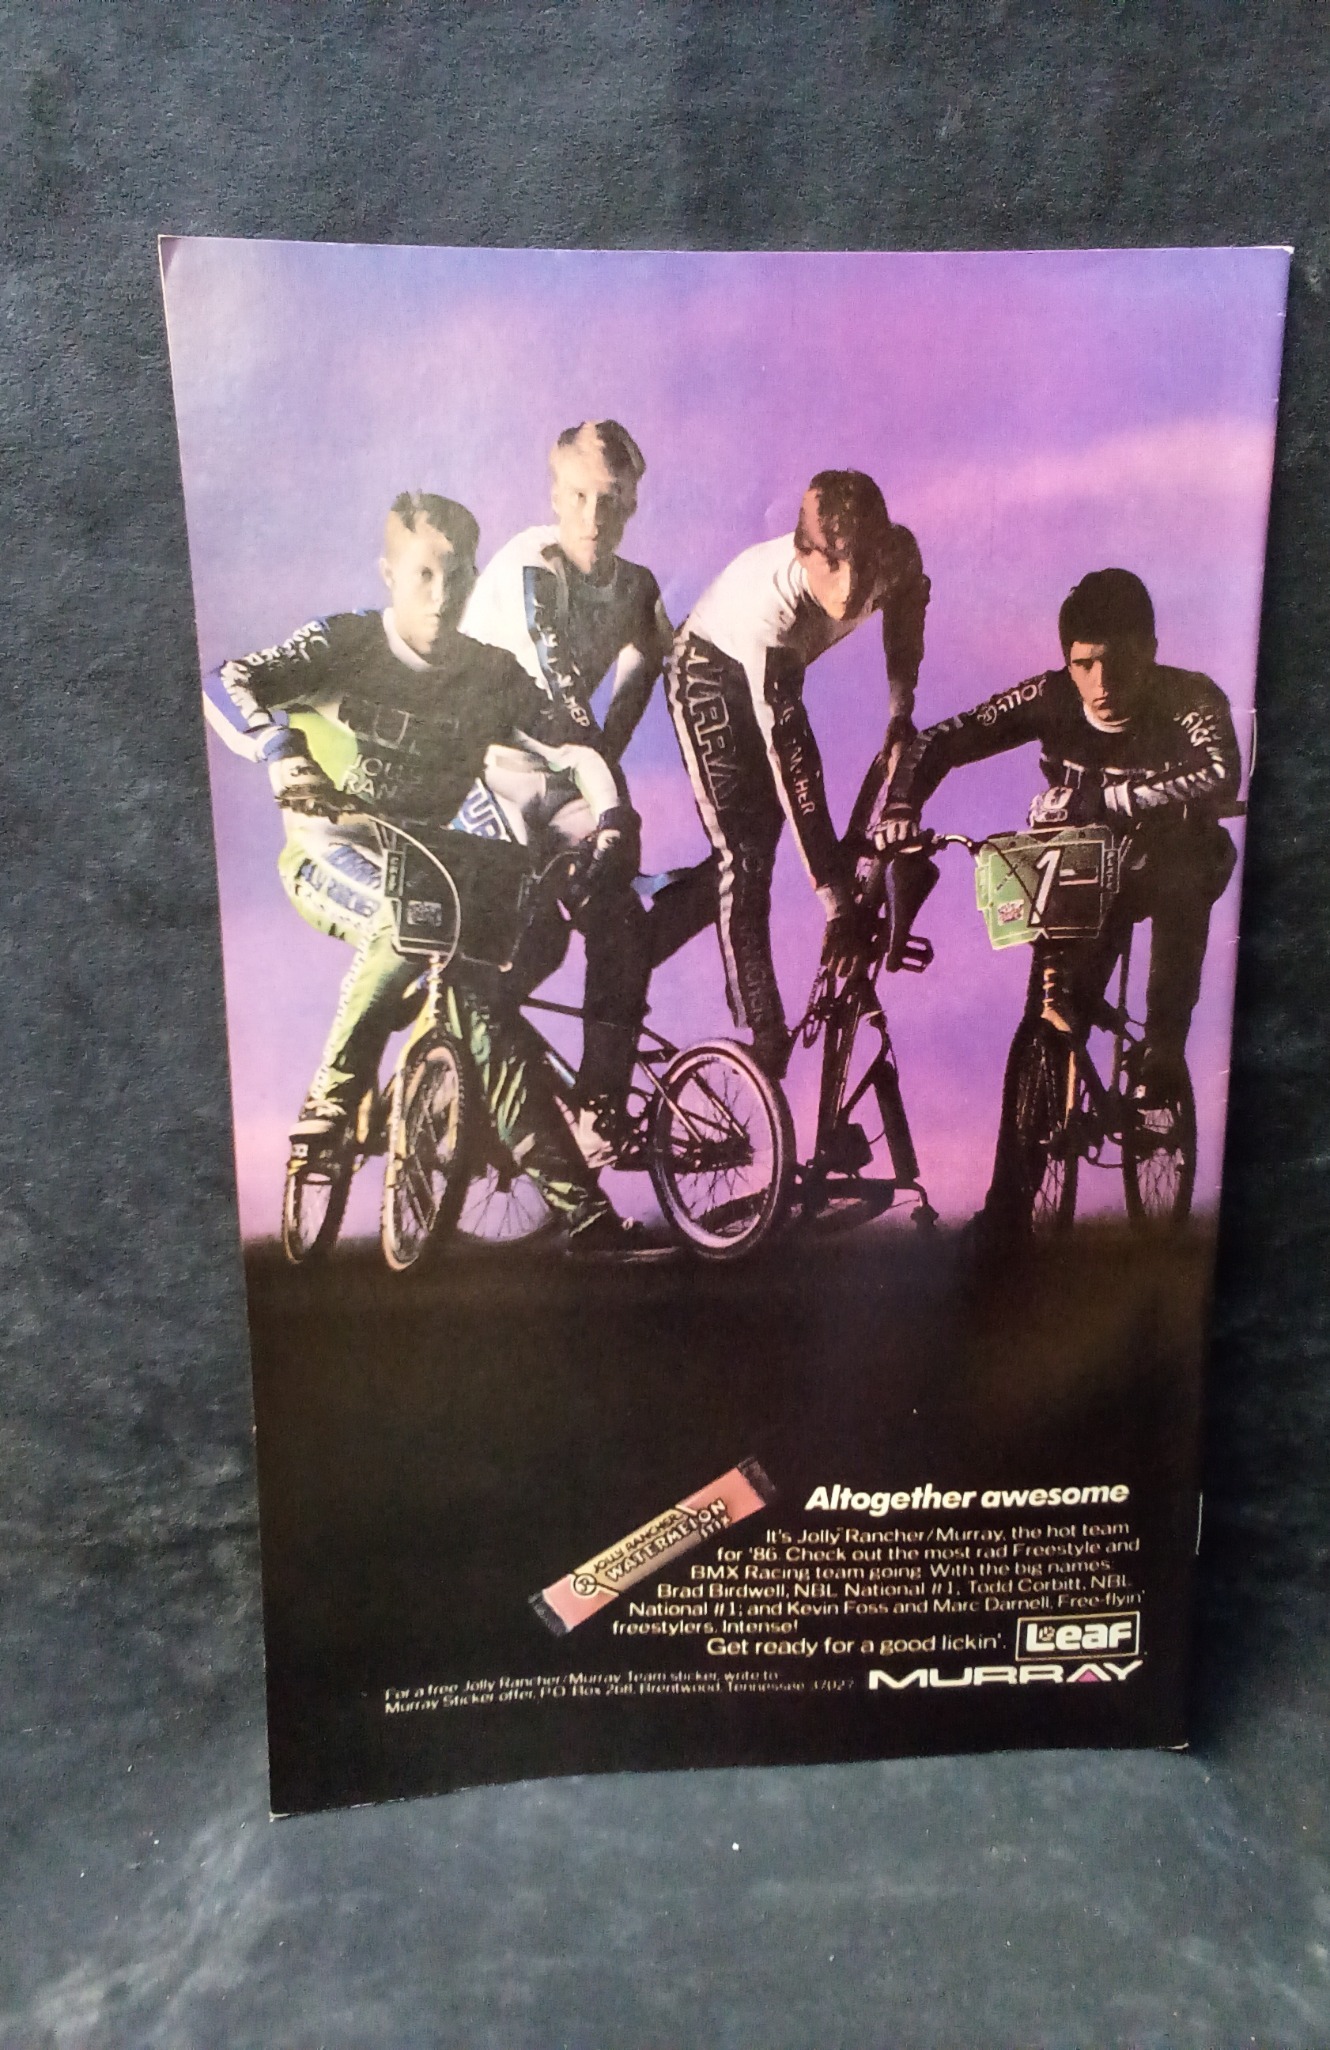 RANCHER
JOLLY
RAN
MURRAY
RANCHER
1
JOLLY RANCHER
WATERMELON
STIX
Altogether awesome
It's Jolly Rancher/Murray, the hot team
for '86. Check out the most rad Freestyle and
BMX Racing team going. With the big names:
Brad Birdwell, NBL National #1; Todd Corbitt, NBL
National #1; and Kevin Foss and Marc Darnell, Free-flyin'
freestylers. Intense!
Get ready for a good lickin'.
Leaf
MURRAY
For a free Jolly Rancher/Murray Team sticker, write to
Murray Sticker offer, P.O. Box 268, Brentwood, Tennessee 37027